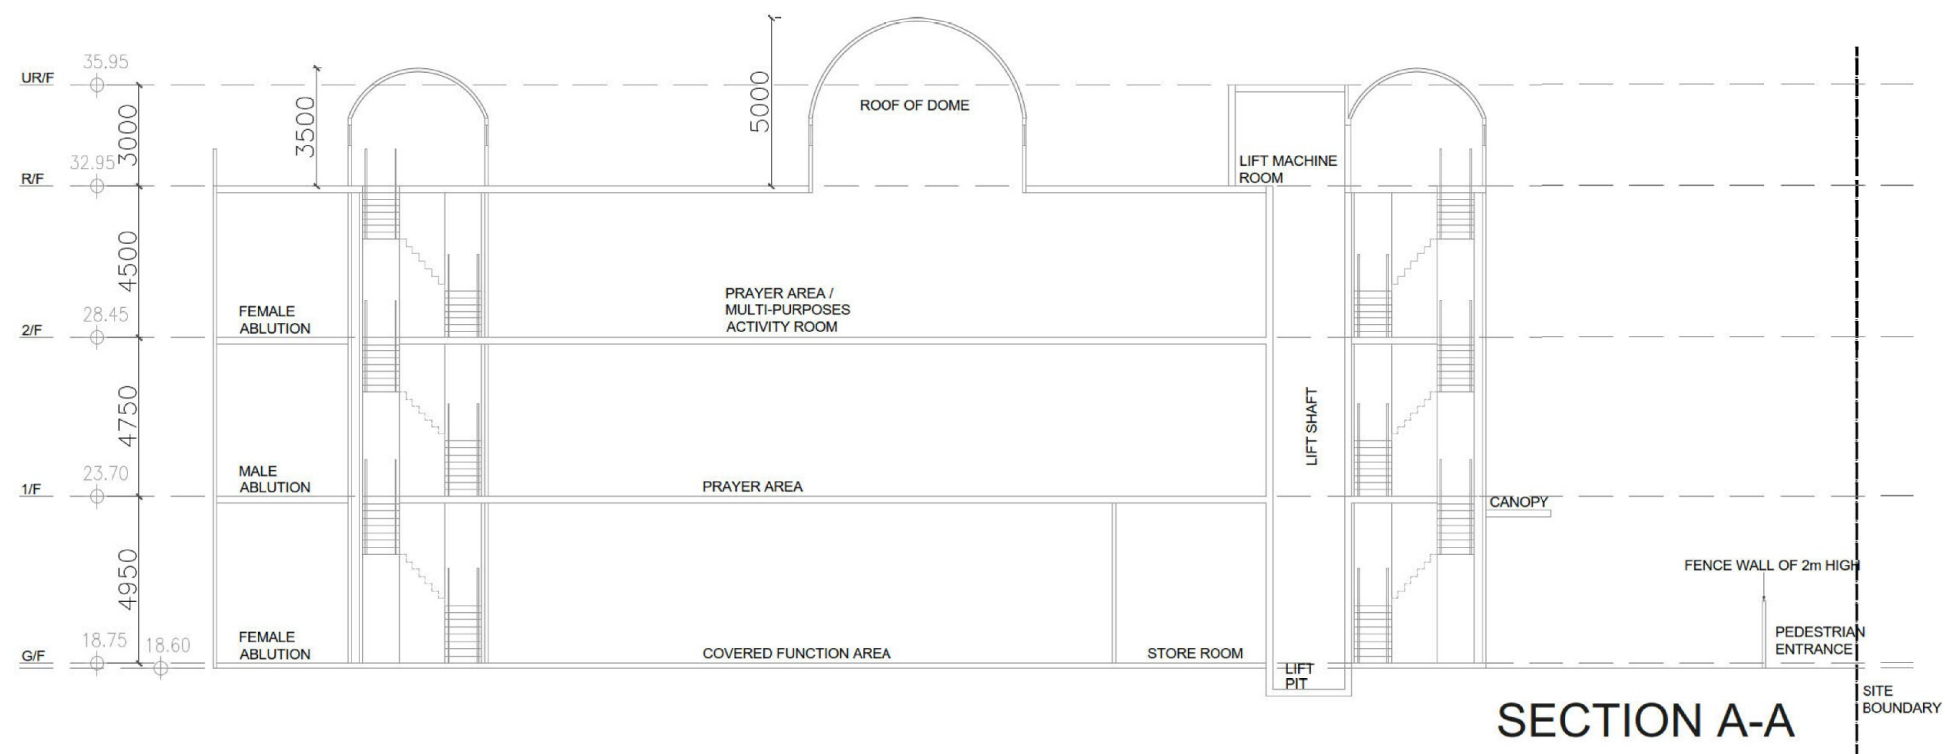 35.95
UR/F
3000
3500
5000
ROOF OF DOME
32.95
R/F
LIFT MACHINE
ROOM
4500
28.45
2/F
FEMALE
ABLUTION
PRAYER AREA /
MULTI-PURPOSES
ACTIVITY ROOM
4750
LIFT SHAFT
23.70
1/F
MALE
ABLUTION
PRAYER AREA
CANOPY
4950
FENCE WALL OF 2m HIGH
18.75
18.60
G/F
FEMALE
ABLUTION
COVERED FUNCTION AREA
STORE ROOM
LIFT
PIT
PEDESTRIAN
ENTRANCE
SITE
BOUNDARY
SECTION A-A